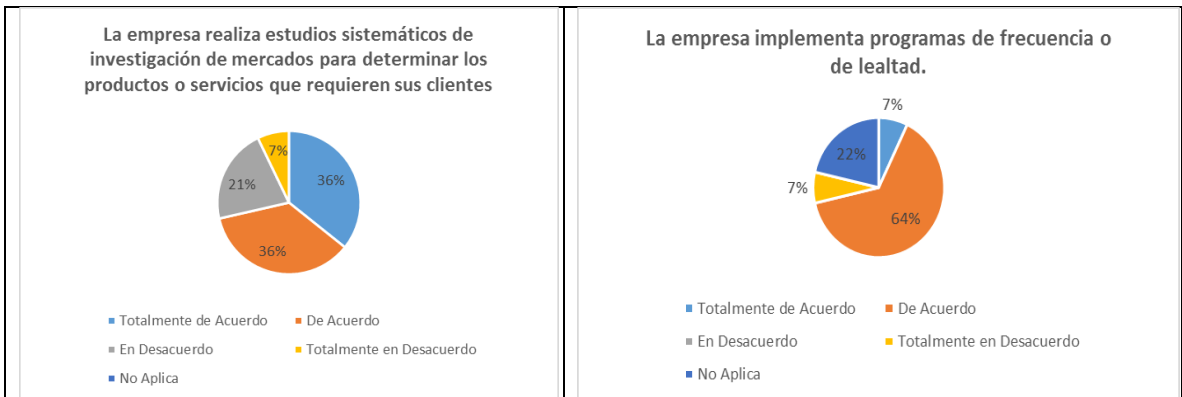 La empresa realiza estudios sistemáticos de
investigación de mercados para determinar los
productos o servicios que requieren sus clientes
7%
36%
21%
36%
Totalmente de Acuerdo
De Acuerdo
En Desacuerdo
Totalmente en Desacuerdo
No Aplica
La empresa implementa programas de frecuencia o
de lealtad.
7%
22%
7%
64%
Totalmente de Acuerdo
De Acuerdo
En Desacuerdo
Totalmente en Desacuerdo
No Aplica